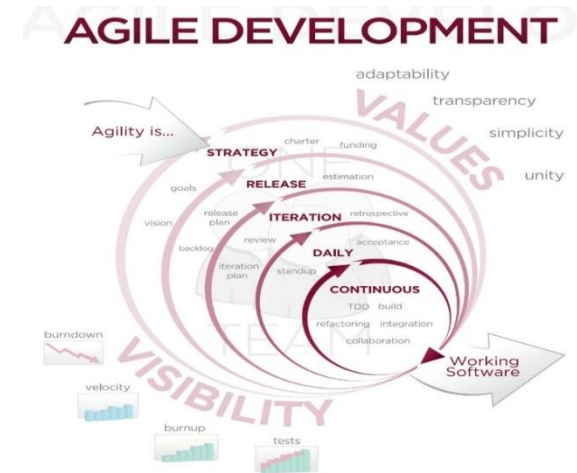 AGILE DEVELOPMENT
adaptability
VALUES
transparency
Agility is...
simplicity
charter
funding
STRATEGY
ONE
unity
goals
RELEASE
estimation
vision
release
plan
ITERATION
retrospective
backlog
review
acceptance
DAILY
iteration
plan
standup
CONTINUOUS
TDD build
refactoring integration
TEAM
collaboration
burndown
VISIBILITY
Working
Software
velocity
burnup
tests